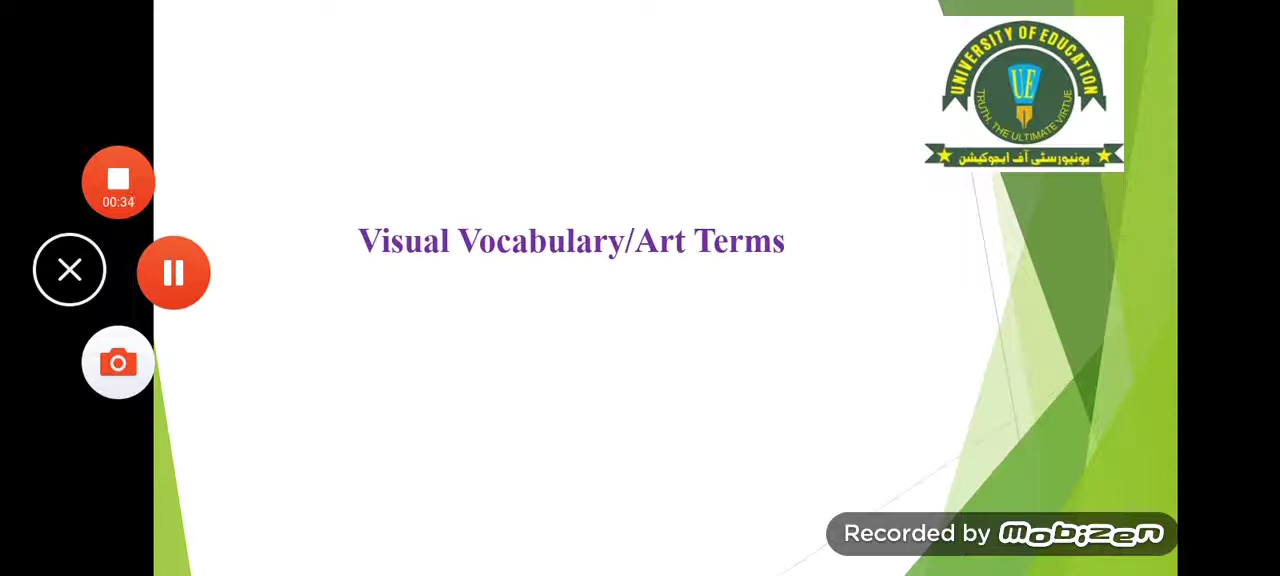 UNIVERSITY OF EDUCATION
UE
TRUTH, THE ULTIMATE VIRTUE
یونیورسٹی آف ایجوکیشن
00:34
Visual Vocabulary/Art Terms
Recorded by MOBIZEN